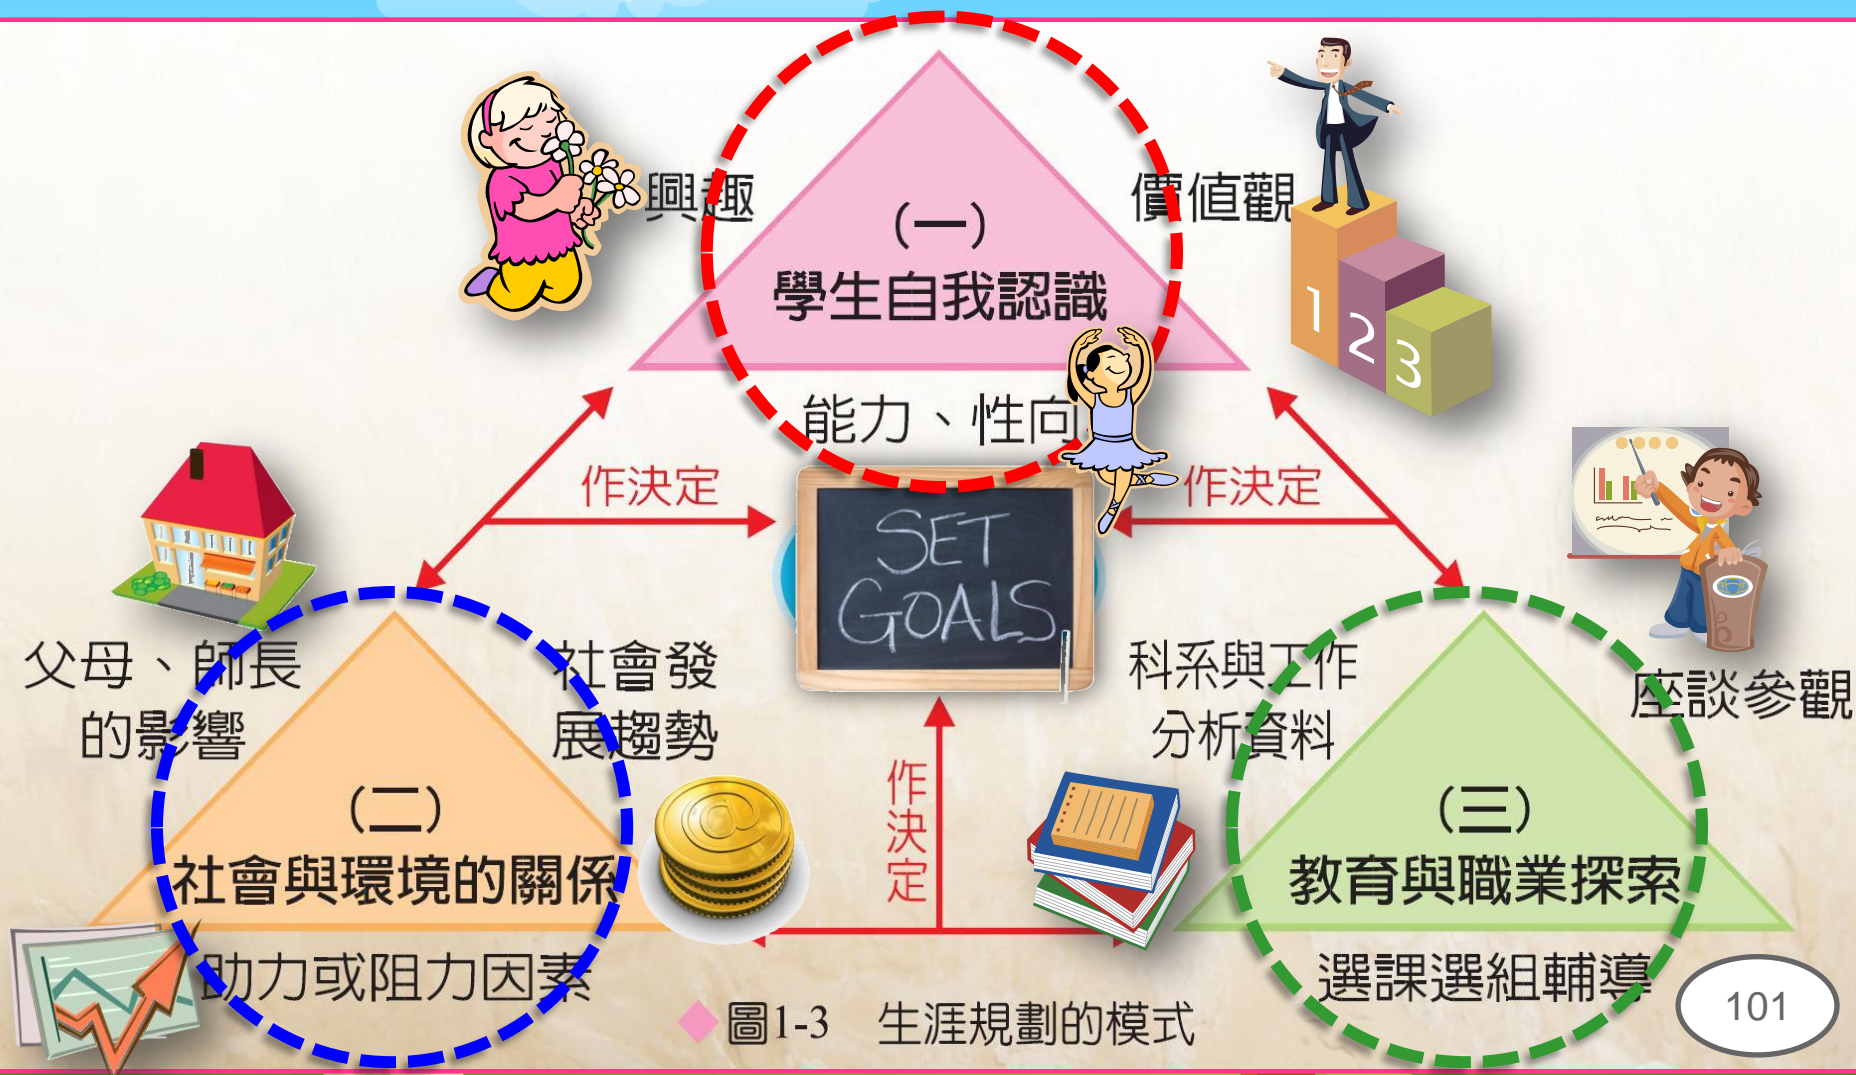 興趣
價值觀
1
2
3
(一)
學生自我認識
能力、性向
作決定
作決定
SET
GOALS
父母、師長
的影響
社會發
展趨勢
科系與工作
分析資料
座談參觀
作決定
(二)
社會與環境的關係
助力或阻力因素
(三)
教育與職業探索
選課選組輔導
圖1-3 生涯規劃的模式
101